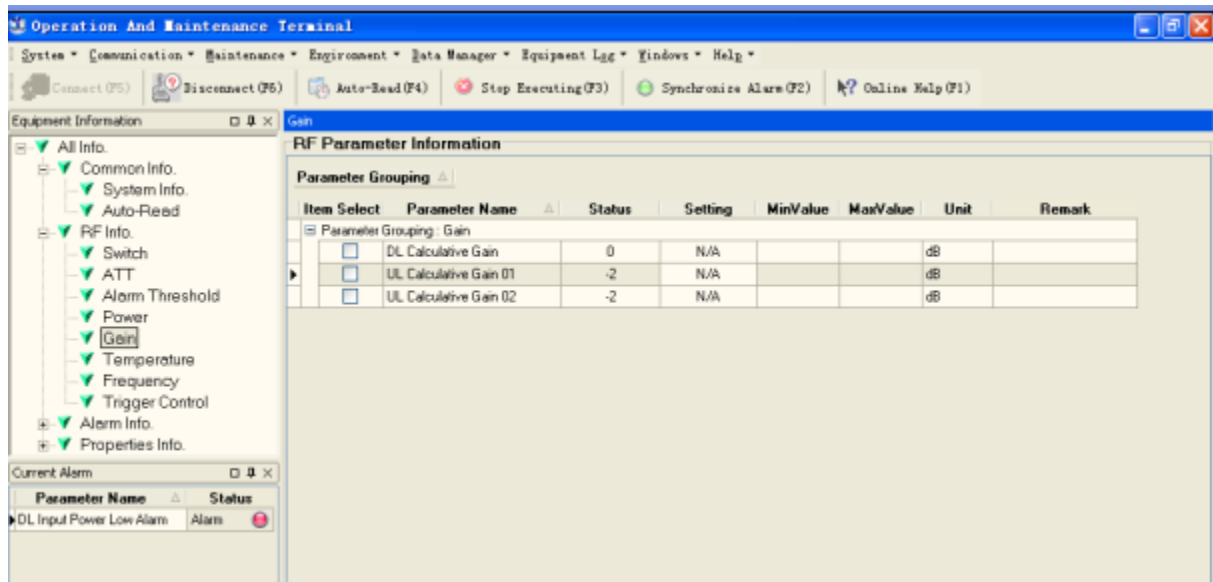 Operation And Maintenance Terminal
System Communication Maintenance Environment Data Manager Equipment Log Windows Help
Connect(F5) Disconnect(F6) Auto-Read(F4) Stop Executing(F3) Synchronize Alarm(F2) Online Help(F1)
Equipment Information
Gain
All Info.
Common Info.
System Info.
Auto-Read
RF Info.
Switch
ATT
Alarm Threshold
Power
Gain
Temperature
Frequency
Trigger Control
Alarm Info.
Properties Info.
RF Parameter Information
Parameter Grouping
Item Select Parameter Name Status Setting MinValue MaxValue Unit Remark
Parameter Grouping : Gain
DL Calculative Gain 0 N/A dB
UL Calculative Gain 01 -2 N/A dB
UL Calculative Gain 02 -2 N/A dB
Current Alarm
Parameter Name Status
DL Input Power Low Alarm Alarm